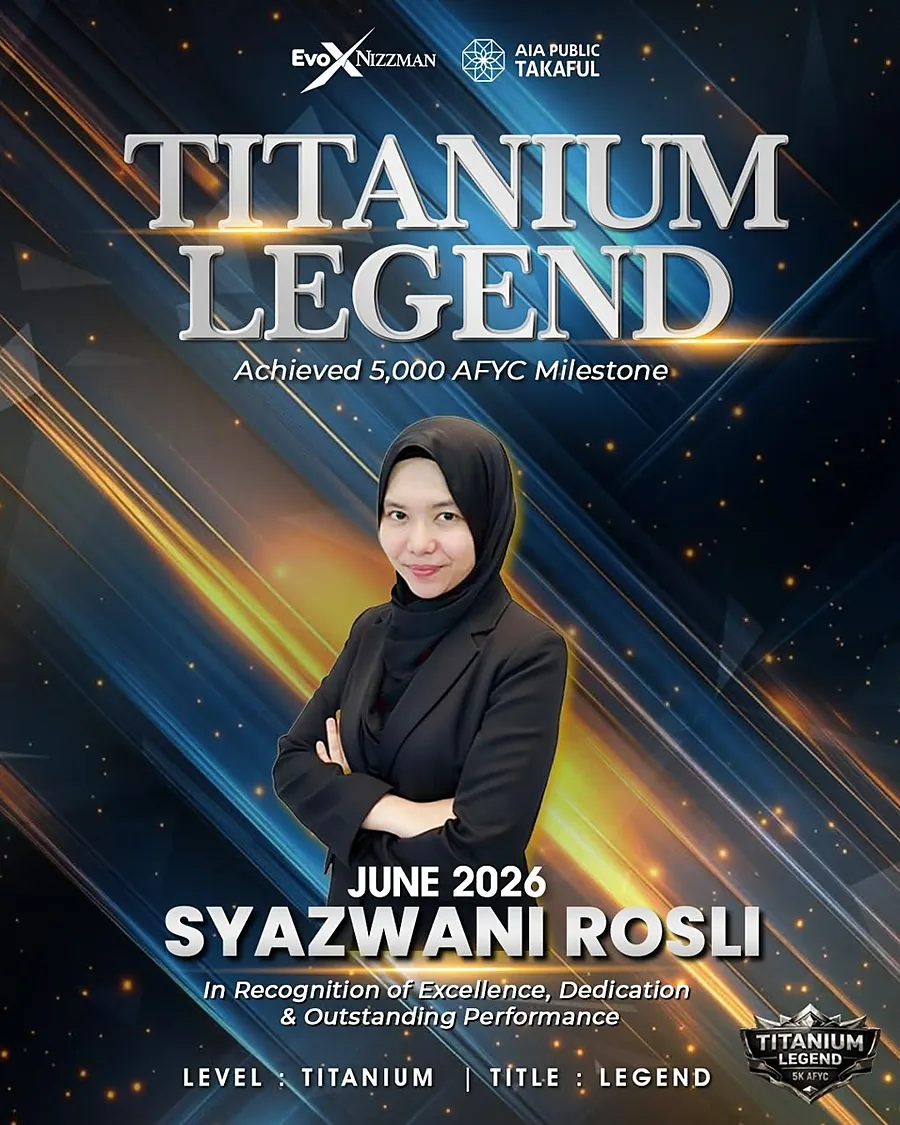 EvoX NIZZMAN
AIA PUBLIC
TAKAFUL
TITANIUM
LEGEND
Achieved 5,000 AFYC Milestone
JUNE 2026
SYAZWANI ROSLI
In Recognition of Excellence, Dedication
& Outstanding Performance
LEVEL : TITANIUM | TITLE : LEGEND
TITANIUM
LEGEND
5K AFYC